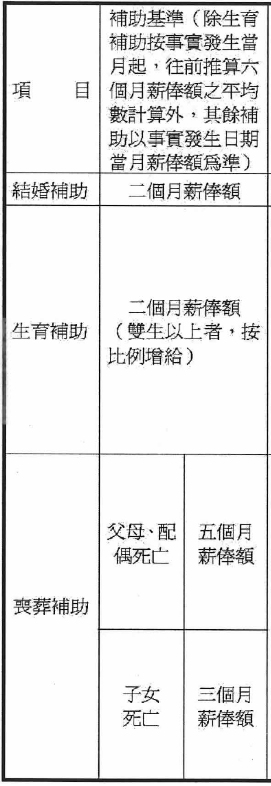 項　目
補助基準（除生育
補助按事實發生當
月起，往前推算六
個月薪俸額之平均
數計算外，其餘補
助以事實發生日期
當月薪俸額為準）
結婚補助
二個月薪俸額
生育補助
二個月薪俸額
（雙生以上者，按
比例增給）
喪葬補助
父母、配
偶死亡
五個月
薪俸額
子女
死亡
三個月
薪俸額